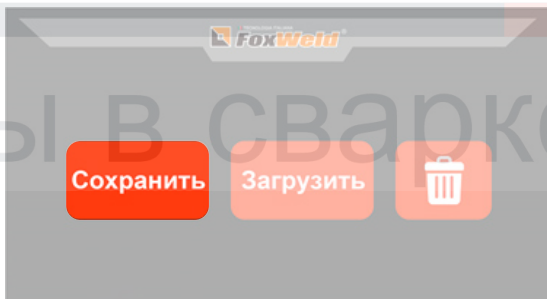 FoxWeld
ы в сварк
Сохранить
Загрузить